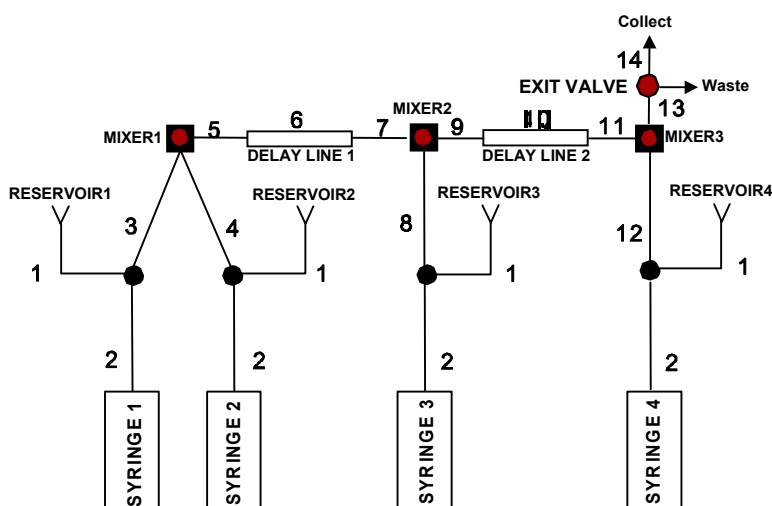 Collect
14
EXIT VALVE
Waste
13
MIXER1
5
6
7
MIXER2
9
10
11
MIXER3
DELAY LINE 1
DELAY LINE 2
RESERVOIR1
RESERVOIR2
RESERVOIR3
RESERVOIR4
3
4
8
12
1
1
1
1
2
2
2
2
SYRINGE 1
SYRINGE 2
SYRINGE 3
SYRINGE 4